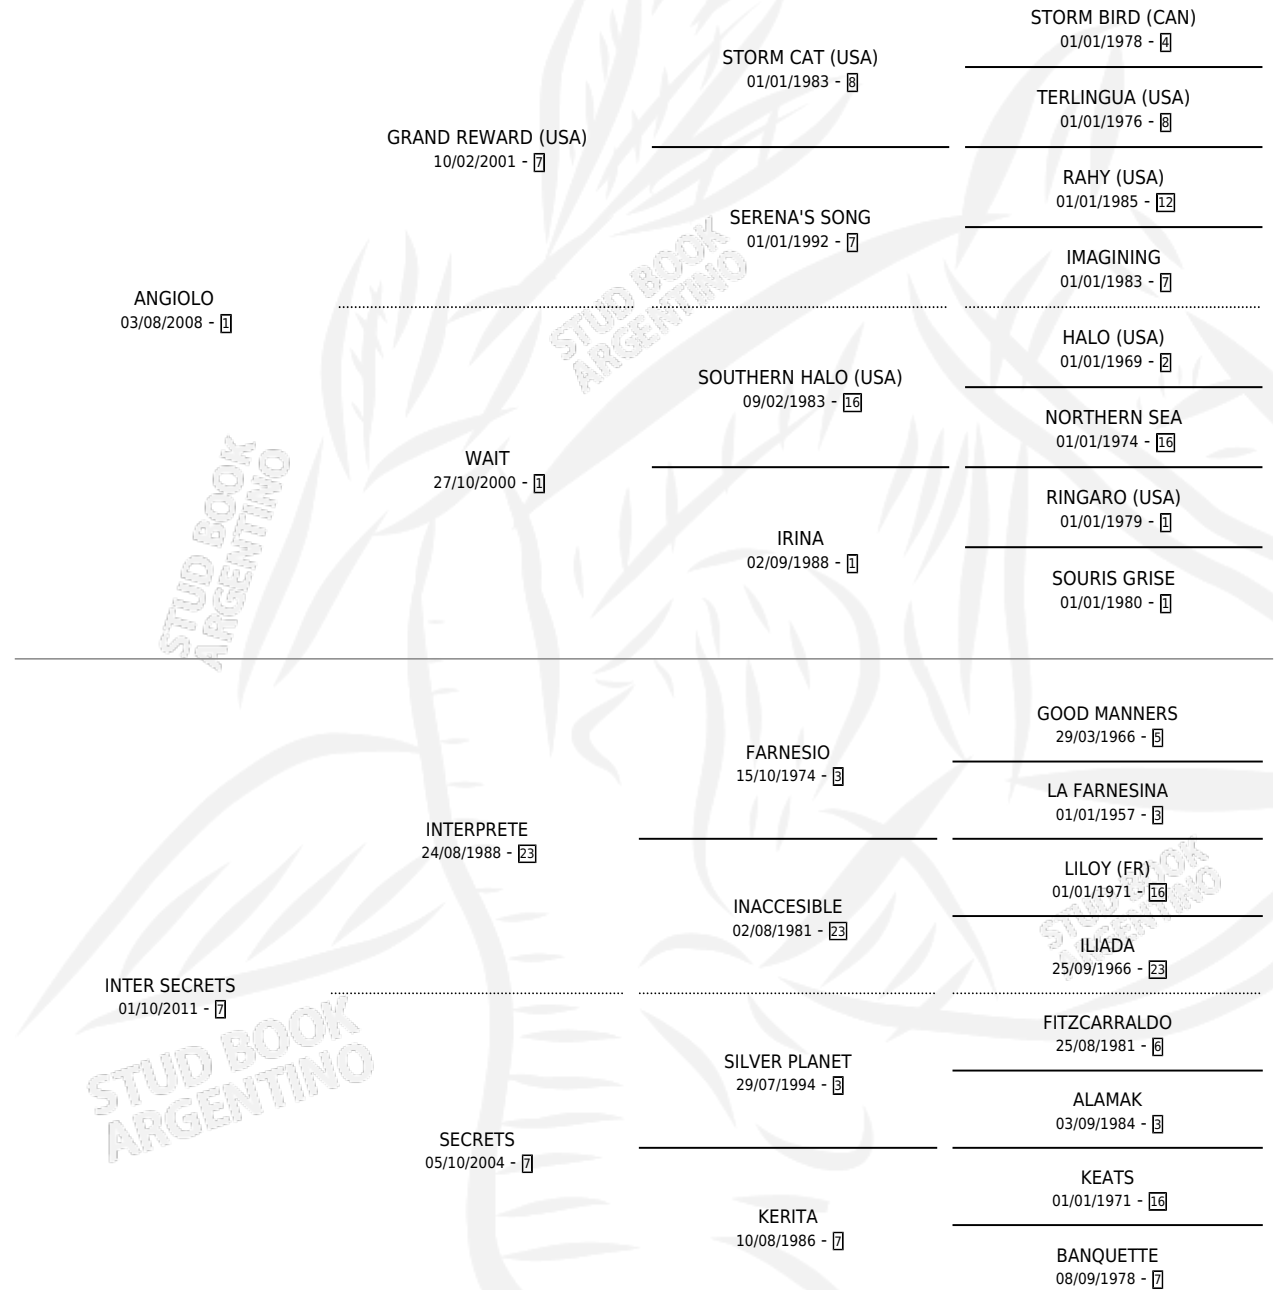 STORM BIRD (CAN)
01/01/1978 - 4
STORM CAT (USA)
01/01/1983 - 8
TERLINGUA (USA)
01/01/1976 - 8
GRAND REWARD (USA)
10/02/2001 - 7
RAHY (USA)
01/01/1985 - 12
SERENA'S SONG
01/01/1992 - 7
IMAGINING
01/01/1983 - 7
ANGIOLO
03/08/2008 - 1
HALO (USA)
01/01/1969 - 2
SOUTHERN HALO (USA)
09/02/1983 - 16
NORTHERN SEA
01/01/1974 - 16
WAIT
27/10/2000 - 1
RINGARO (USA)
01/01/1979 - 1
IRINA
02/09/1988 - 1
SOURIS GRISE
01/01/1980 - 1
STUD BOOK
ARGENTINO
STUD BOOK
ARGENTINO
GOOD MANNERS
29/03/1966 - 5
FARNESIO
15/10/1974 - 3
LA FARNESINA
01/01/1957 - 3
INTERPRETE
24/08/1988 - 23
LILOY (FR)
01/01/1971 - 16
INACCESIBLE
02/08/1981 - 23
ILIADA
25/09/1966 - 23
INTER SECRETS
01/10/2011 - 7
FITZCARRALDO
25/08/1981 - 6
SILVER PLANET
29/07/1994 - 3
ALAMAK
03/09/1984 - 3
SECRETS
05/10/2004 - 7
KEATS
01/01/1971 - 16
KERITA
10/08/1986 - 7
BANQUETTE
08/09/1978 - 7
STUD BOOK
ARGENTINO
STUD BOOK
ARGENTINO